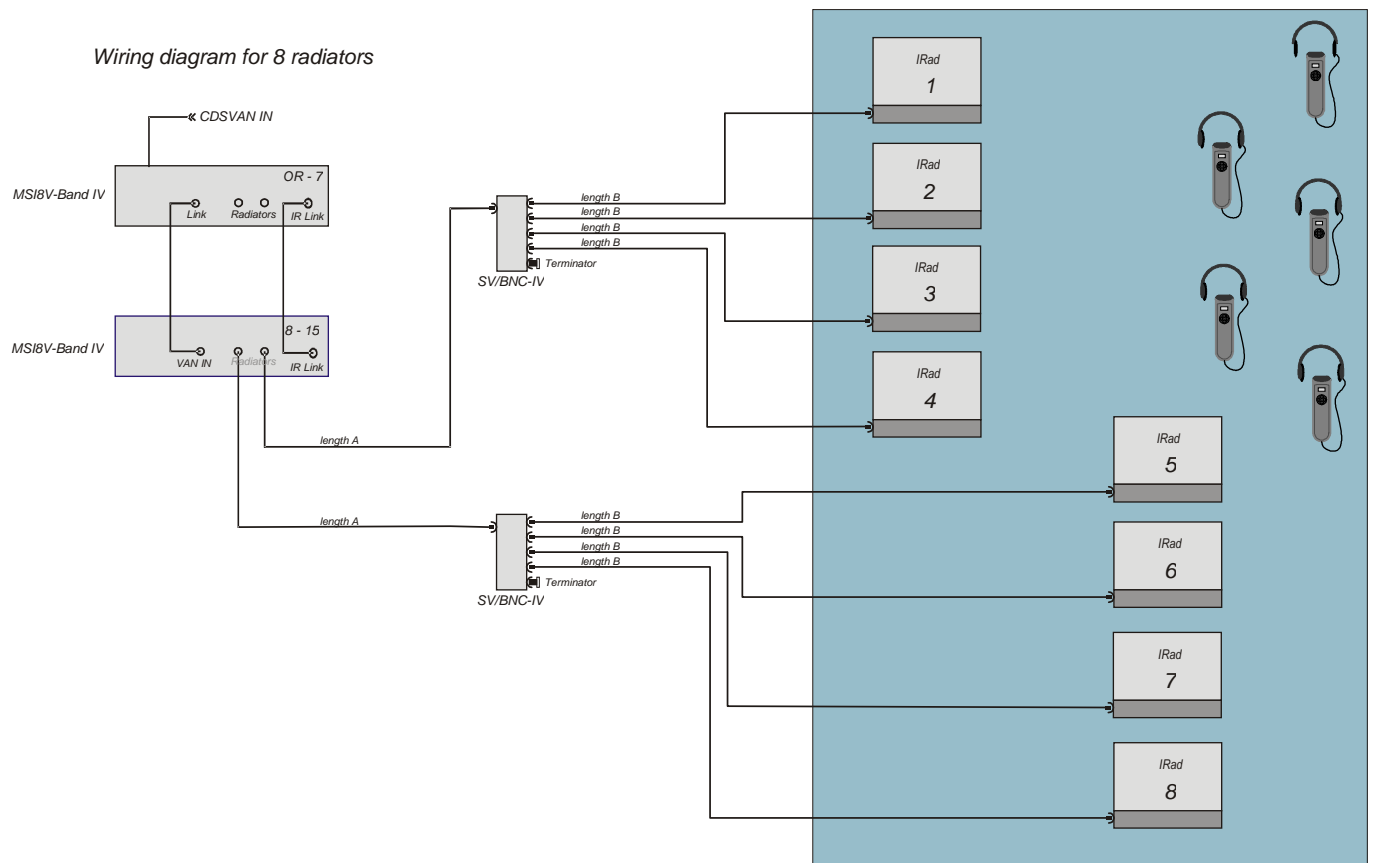 Wiring diagram for 8 radiators
CDSVAN IN
MSI8V-Band IV
OR - 7
Link
Radiators
IR Link
MSI8V-Band IV
8 - 15
VAN IN
Radiators
IR Link
length A
length A
length B
length B
length B
length B
Terminator
SV/BNC-IV
length B
length B
length B
length B
Terminator
SV/BNC-IV
IRad
1
IRad
2
IRad
3
IRad
4
IRad
5
IRad
6
IRad
7
IRad
8